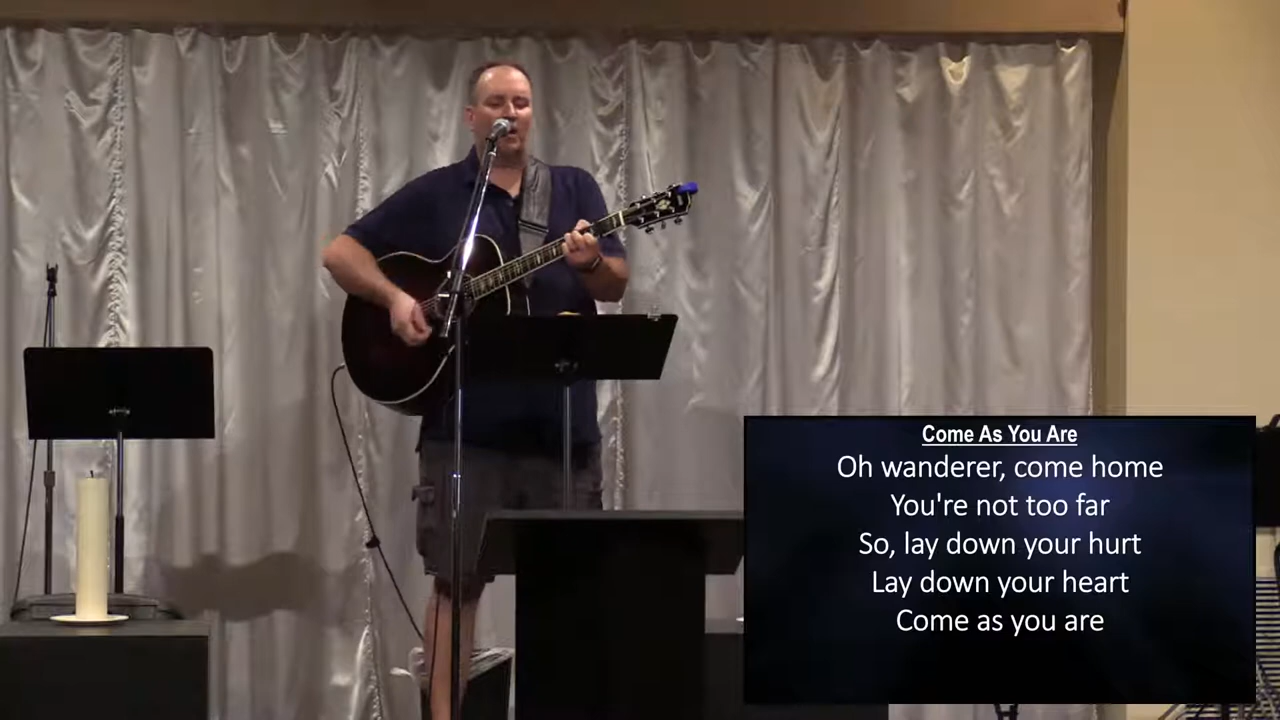 Come As You Are
Oh wanderer, come home
You're not too far
So, lay down your hurt
Lay down your heart
Come as you are